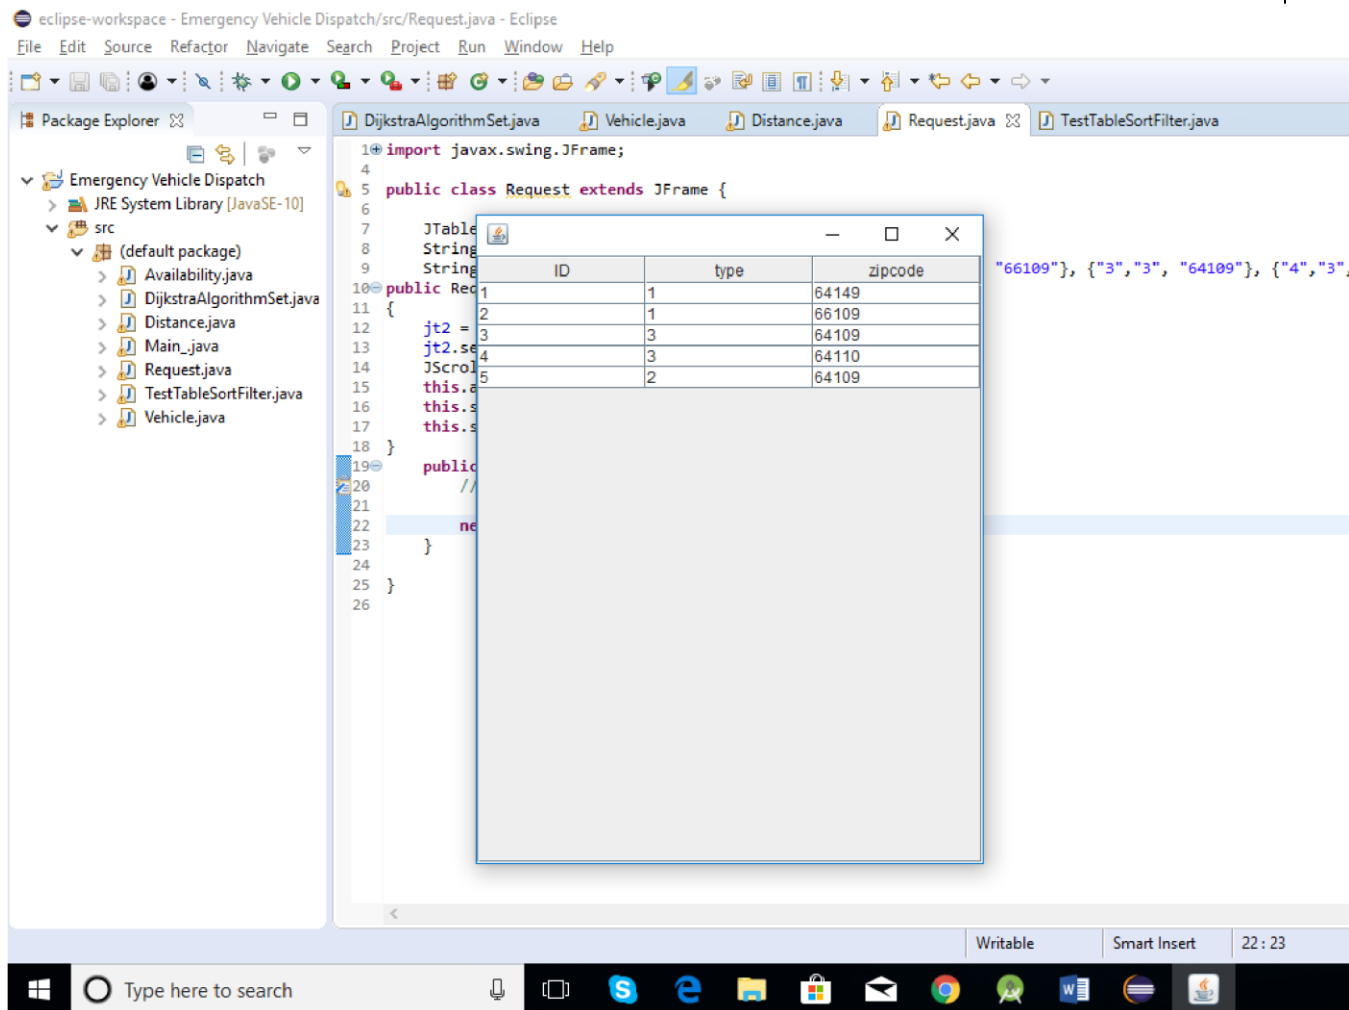 eclipse-workspace - Emergency Vehicle Dispatch/src/Request.java - Eclipse
File Edit Source Refactor Navigate Search Project Run Window Help
Package Explorer
DijkstraAlgorithmSet.java Vehicle.java Distance.java Request.java TestTableSortFilter.java
Emergency Vehicle Dispatch
JRE System Library [JavaSE-10]
src
(default package)
Availability.java
DijkstraAlgorithmSet.java
Distance.java
Main_.java
Request.java
TestTableSortFilter.java
Vehicle.java
1 import javax.swing.JFrame;
4
5 public class Request extends JFrame {
6
7 JTable
8 String
9 String "66109"}, {"3","3", "64109"}, {"4","3",
10 public Req
11 {
12 jt2 =
13 jt2.se
14 JScrol
15 this.a
16 this.s
17 this.s
18 }
19 public
20 //
21
22 ne
23 }
24
25 }
26
ID type zipcode
1 1 64149
2 1 66109
3 3 64109
4 3 64110
5 2 64109
Writable Smart Insert 22 : 23
Type here to search